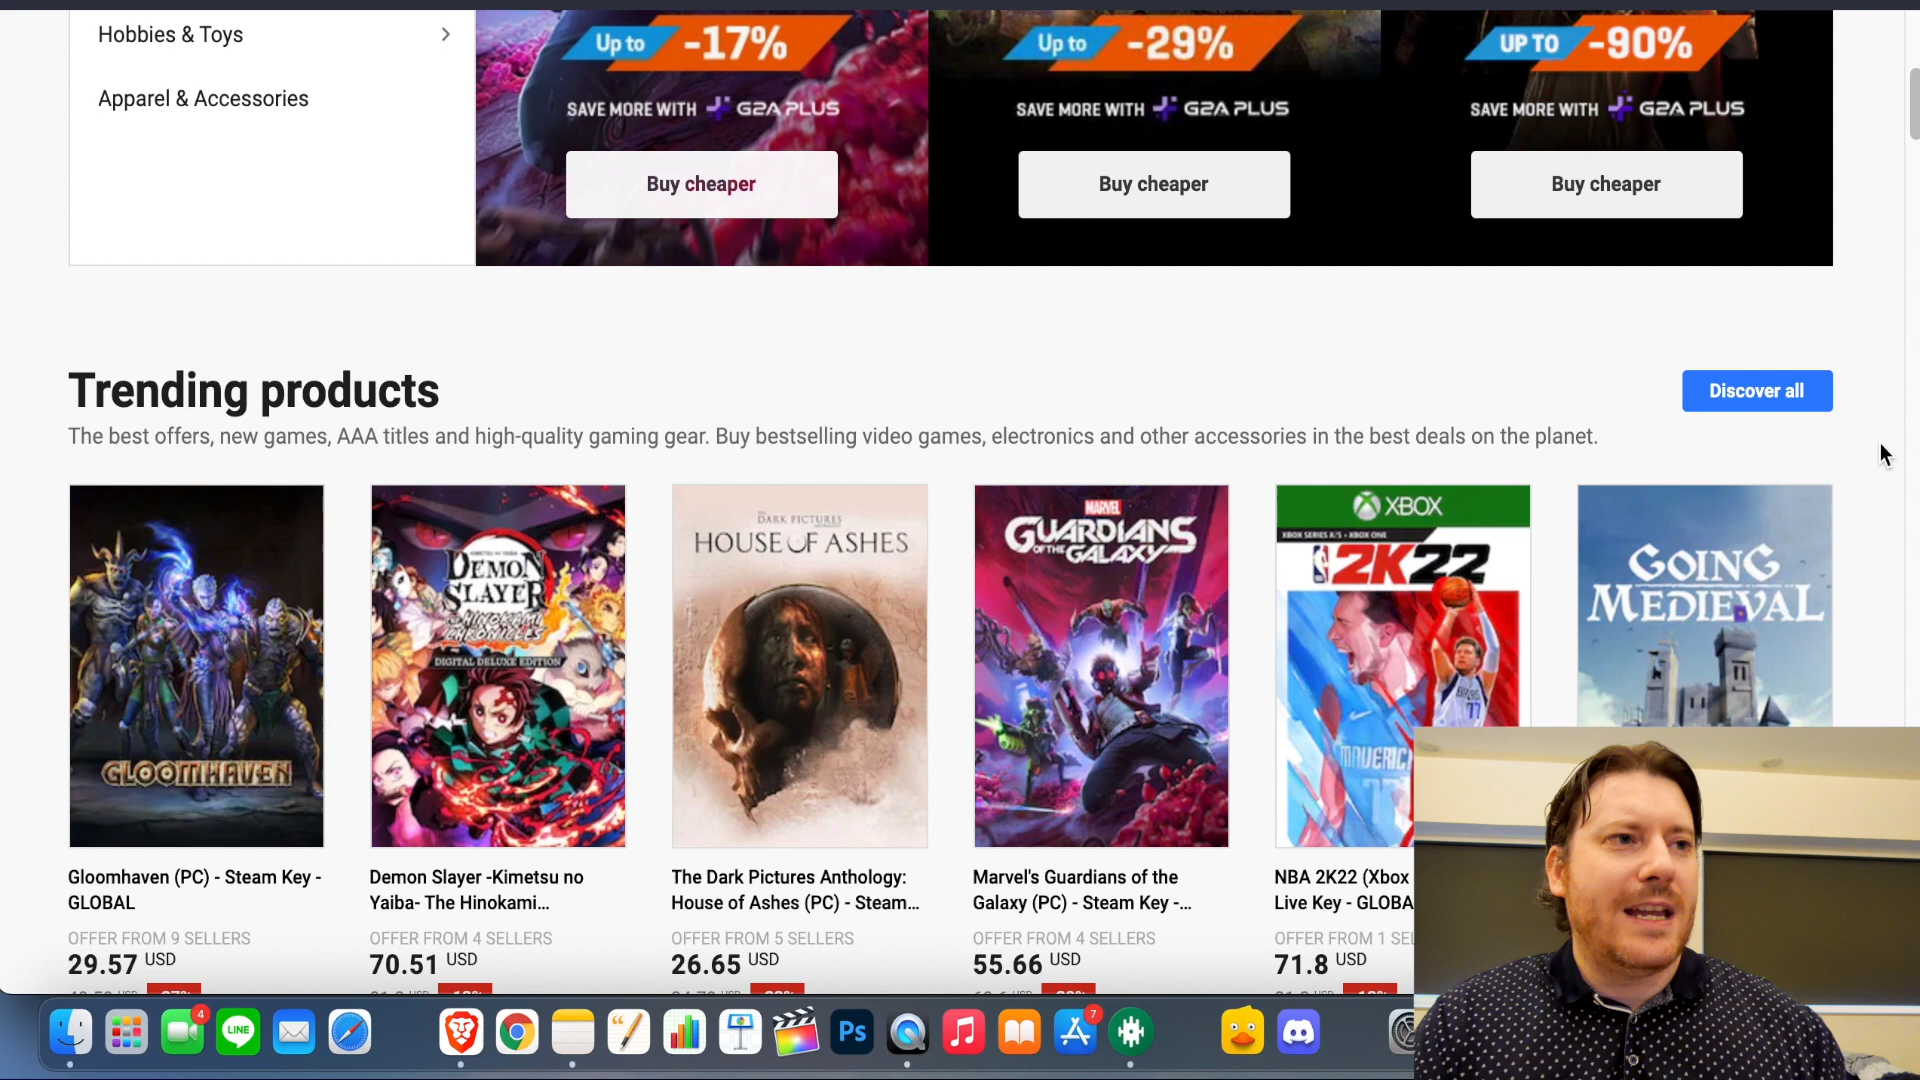 Hobbies & Toys
Apparel & Accessories
Up to -17%
SAVE MORE WITH G2A PLUS
Buy cheaper
Up to -29%
SAVE MORE WITH G2A PLUS
Buy cheaper
UP TO -90%
SAVE MORE WITH G2A PLUS
Buy cheaper
Trending products
Discover all
The best offers, new games, AAA titles and high-quality gaming gear. Buy bestselling video games, electronics and other accessories in the best deals on the planet.
GLOOMHAVEN
DEMON
SLAYER
HINOKAMI
CHRONICLES
DIGITAL DELUXE EDITION
DARK PICTURES
HOUSE OF ASHES
MARVEL
GUARDIANS
OF THE
GALAXY
XBOX
XBOX SERIES X/S + XBOX ONE
2K22
77
GOING
MEDIEVAL
Gloomhaven (PC) - Steam Key -
GLOBAL
OFFER FROM 9 SELLERS
29.57 USD
Demon Slayer -Kimetsu no
Yaiba- The Hinokami...
OFFER FROM 4 SELLERS
70.51 USD
The Dark Pictures Anthology:
House of Ashes (PC) - Steam...
OFFER FROM 5 SELLERS
26.65 USD
Marvel's Guardians of the
Galaxy (PC) - Steam Key -...
OFFER FROM 4 SELLERS
55.66 USD
NBA 2K22 (Xbox
Live Key - GLOBA
OFFER FROM 1 SEL
71.8 USD
4
LINE
Ps
7